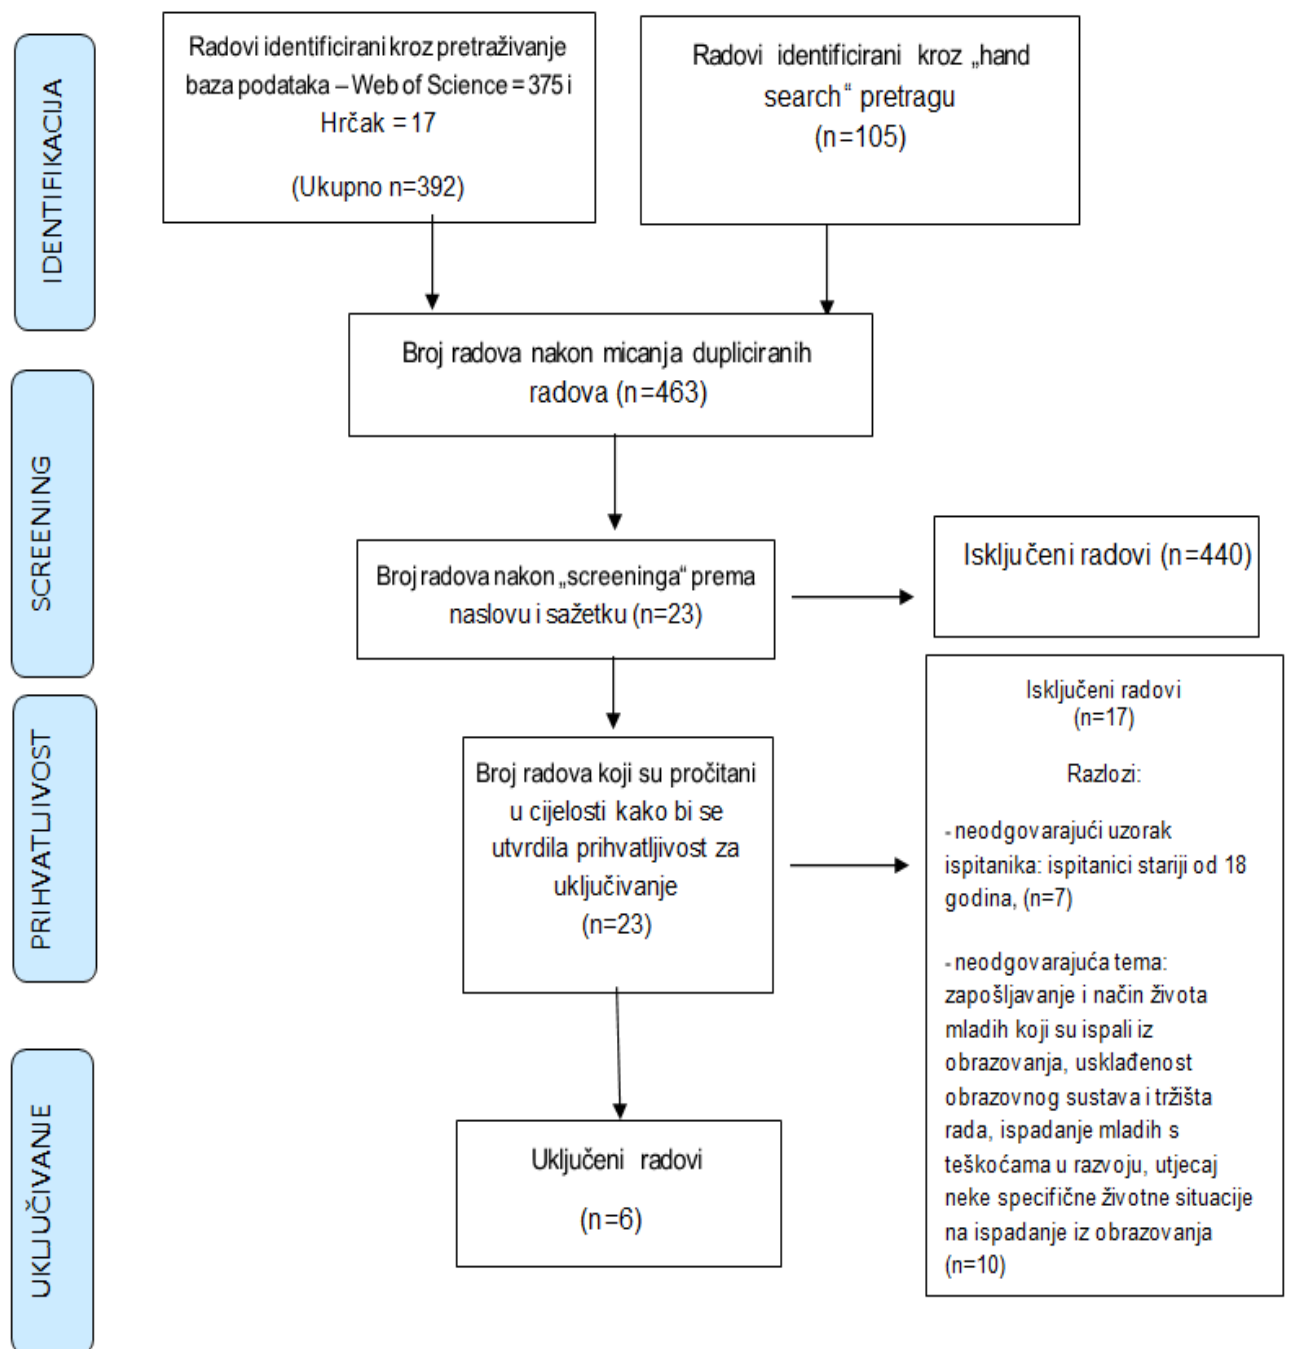 IDENTIFIKACIJA
Radovi identificirani kroz pretraživanje
baza podataka – Web of Science = 375 i
Hrčak = 17
(Ukupno n=392)
Radovi identificirani kroz „hand
search“ pretragu
(n=105)
Broj radova nakon micanja dupliciranih
radova (n=463)
SCREENING
Broj radova nakon „screeninga“ prema
naslovu i sažetku (n=23)
Isključeni radovi (n=440)
PRIHVATLJIVOST
Broj radova koji su pročitani
u cijelosti kako bi se
utvrdila prihvatljivost za
uključivanje
(n=23)
Isključeni radovi
(n=17)
Razlozi:
- neodgovarajući uzorak
ispitanika: ispitanici stariji od 18
godina, (n=7)
- neodgovarajuća tema:
zapošljavanje i način života
mladih koji su ispali iz
obrazovanja, usklađenost
obrazovnog sustava i tržišta
rada, ispadanje mladih s
teškoćama u razvoju, utjecaj
neke specifične životne situacije
na ispadanje iz obrazovanja
(n=10)
UKLJUČIVANJE
Uključeni radovi
(n=6)